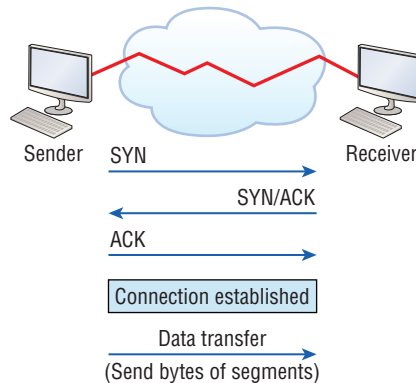 Sender
Receiver
SYN
SYN/ACK
ACK
Connection established
Data transfer
(Send bytes of segments)